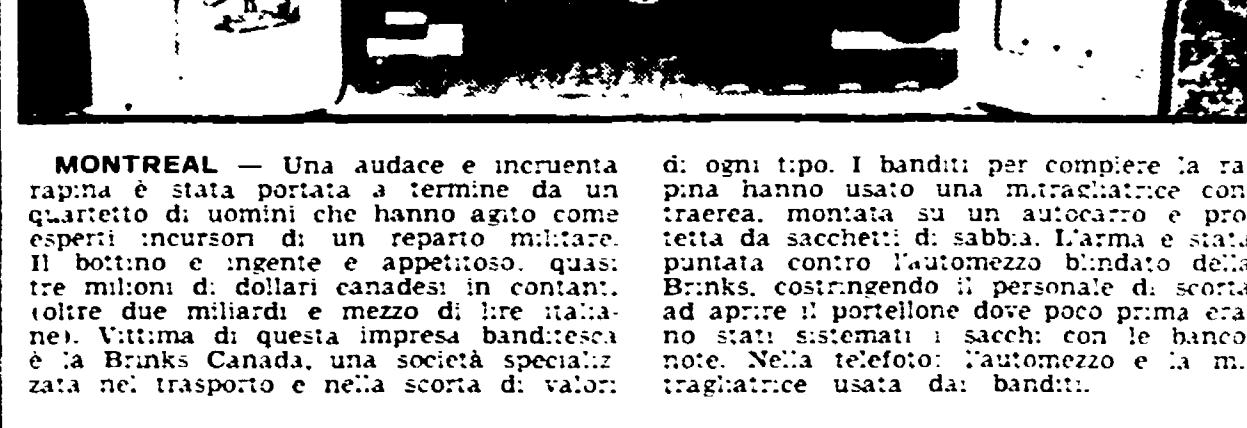 MONTREAL — Una audace e incruenta
rapina è stata portata a termine da un
quartetto di uomini che hanno agito come
esperti incursori di un reparto militare.
Il bottino e ingente e appetitoso, quasi
tre milioni di dollari canadesi in contanti
(oltre due miliardi e mezzo di lire italia-
ne). Vittima di questa impresa banditesca
è la Brinks Canada, una società specializ
zata nel trasporto e nella scorta di valori
di ogni tipo. I banditi per compiere la ra
pina hanno usato una mitragliatrice con
traerea, montata su un autocarro e pro
tetta da sacchetti di sabbia. L'arma e stata
puntata contro l'automezzo blindato della
Brinks, costringendo il personale di scorta
ad aprire il portellone dove poco prima era
no stati sistemati i sacchi con le banco
note. Nella telefoto: l'automezzo e la mi
tragliatrice usata dai banditi.